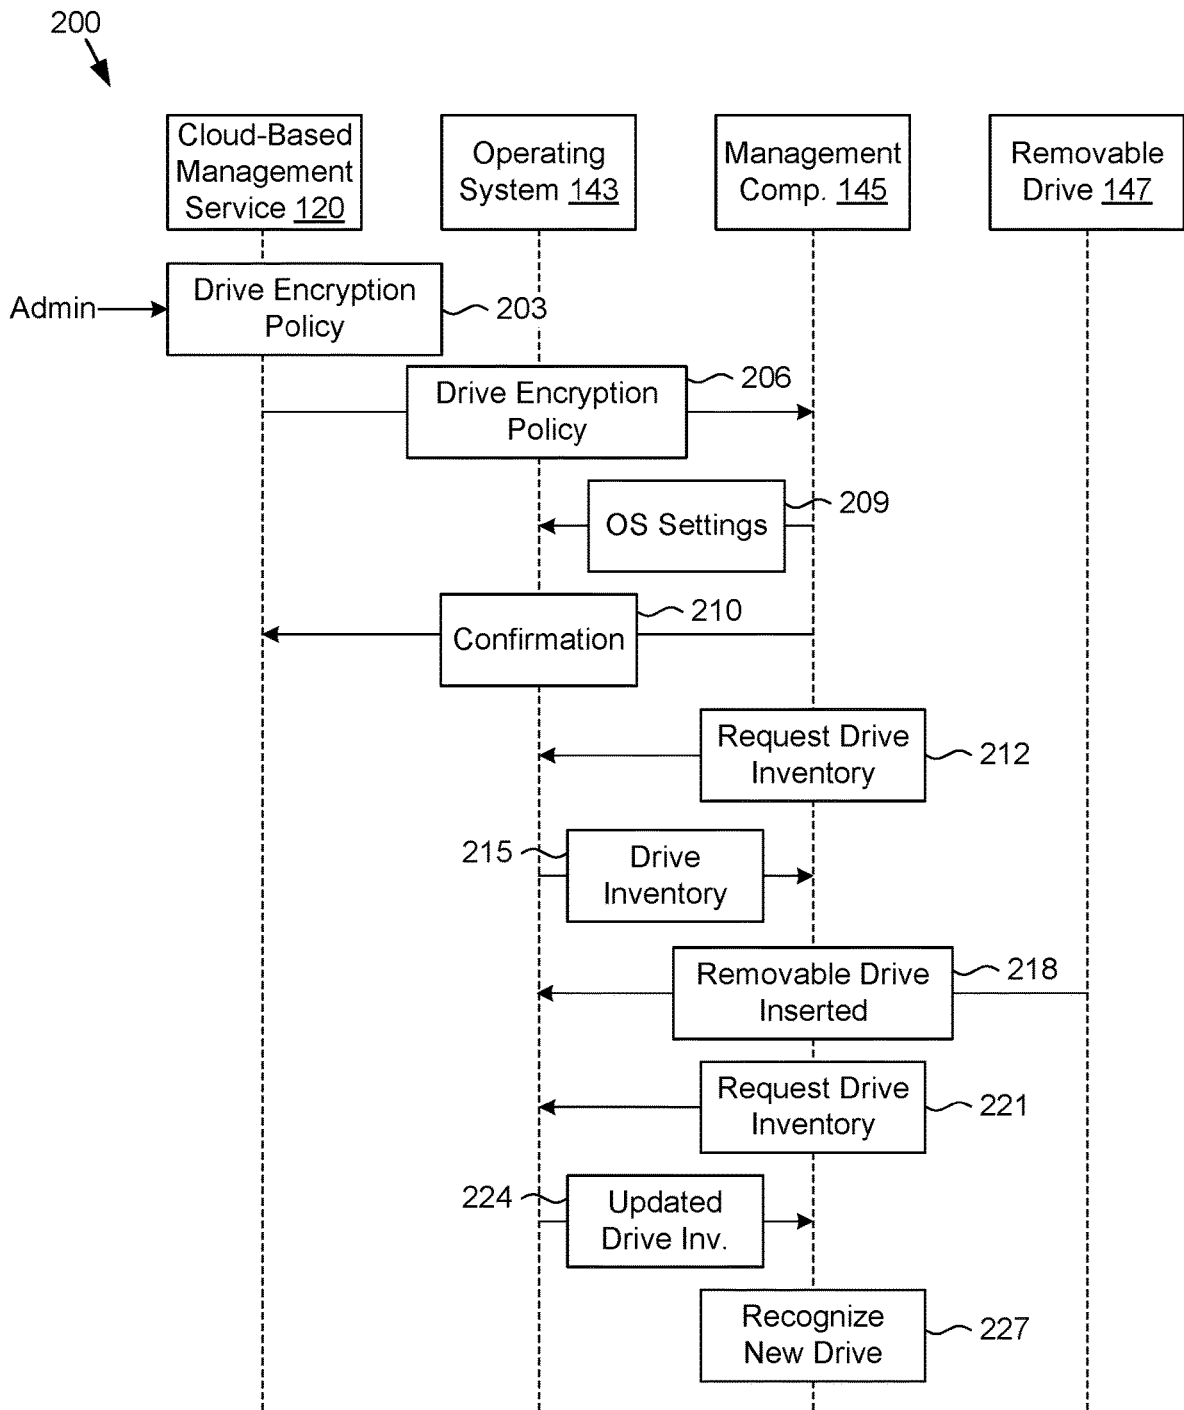 200
Cloud-Based
Management
Service 120
Operating
System 143
Management
Comp. 145
Removable
Drive 147
Admin
Drive Encryption
Policy
203
Drive Encryption
Policy
206
OS Settings
209
Confirmation
210
Request Drive
Inventory
212
215
Drive
Inventory
Removable Drive
Inserted
218
Request Drive
Inventory
221
224
Updated
Drive Inv.
Recognize
New Drive
227